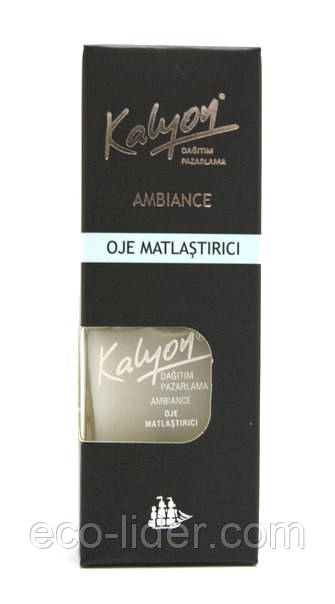 Kalyon®
DAĞITIM
PAZARLAMA
AMBIANCE
OJE MATLAŞTIRICI
Kalyon®
DAĞITIM
PAZARLAMA
AMBIANCE
OJE
MATLAŞTIRICI
eco-lider.com